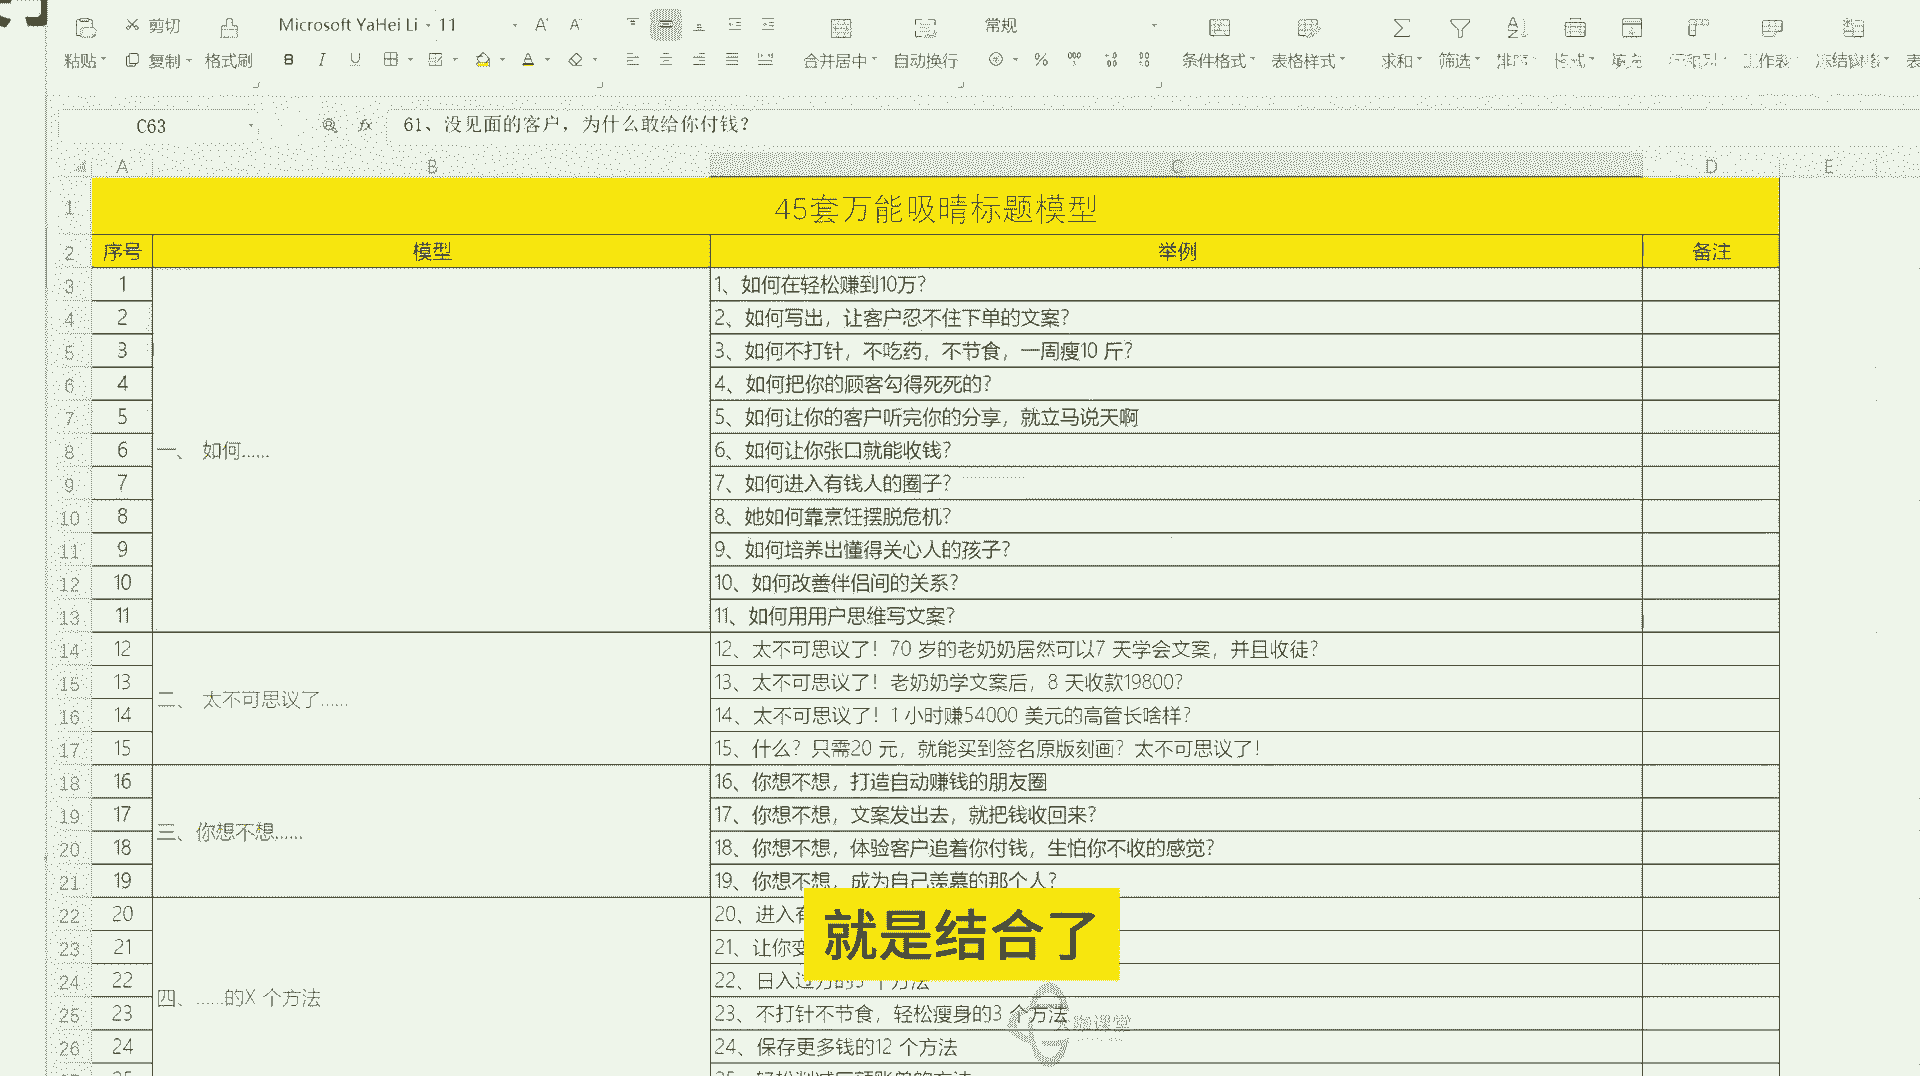 剪切 Microsoft YaHei Li 11 A⁺ A⁻ 常规
粘贴 复制 格式刷 B I U A 合并居中 自动换行 % 条件格式 表格样式 求和 筛选 排序 格式 填充 行和列 工作表 冻结窗格
C63 fx 61、没见面的客户，为什么敢给你付钱？
A B C D E
1 45套万能吸晴标题模型
2 序号 模型 举例 备注
3 1 1、如何在轻松赚到10万？
4 2 2、如何写出，让客户忍不住下单的文案？
5 3 3、如何不打针，不吃药，不节食，一周瘦10 斤？
6 4 4、如何把你的顾客勾得死死的？
7 5 5、如何让你的客户听完你的分享，就立马说天啊
8 6 一、 如何...... 6、如何让你张口就能收钱？
9 7 7、如何进入有钱人的圈子？
10 8 8、她如何靠烹饪摆脱危机？
11 9 9、如何培养出懂得关心人的孩子？
12 10 10、如何改善伴侣间的关系？
13 11 11、如何用用户思维写文案？
14 12 12、太不可思议了！70 岁的老奶奶居然可以7 天学会文案，并且收徒？
15 13 二、 太不可思议了...... 13、太不可思议了！老奶奶学文案后，8 天收款19800？
16 14 14、太不可思议了！1 小时赚54000 美元的高管长啥样？
17 15 15、什么？只需20 元，就能买到签名原版刻画？太不可思议了！
18 16 16、你想不想，打造自动赚钱的朋友圈
19 17 三、你想不想...... 17、你想不想，文案发出去，就把钱收回来？
20 18 18、你想不想，体验客户追着你付钱，生怕你不收的感觉？
21 19 19、你想不想，成为自己羡慕的那个人？
22 20 20、进入
23 21 21、让你变
就是结合了
24 22 22、日入过万的 个方法
25 23 四、......的X 个方法 23、不打针不节食，轻松瘦身的3 个方法
课堂
26 24 24、保存更多钱的12 个方法